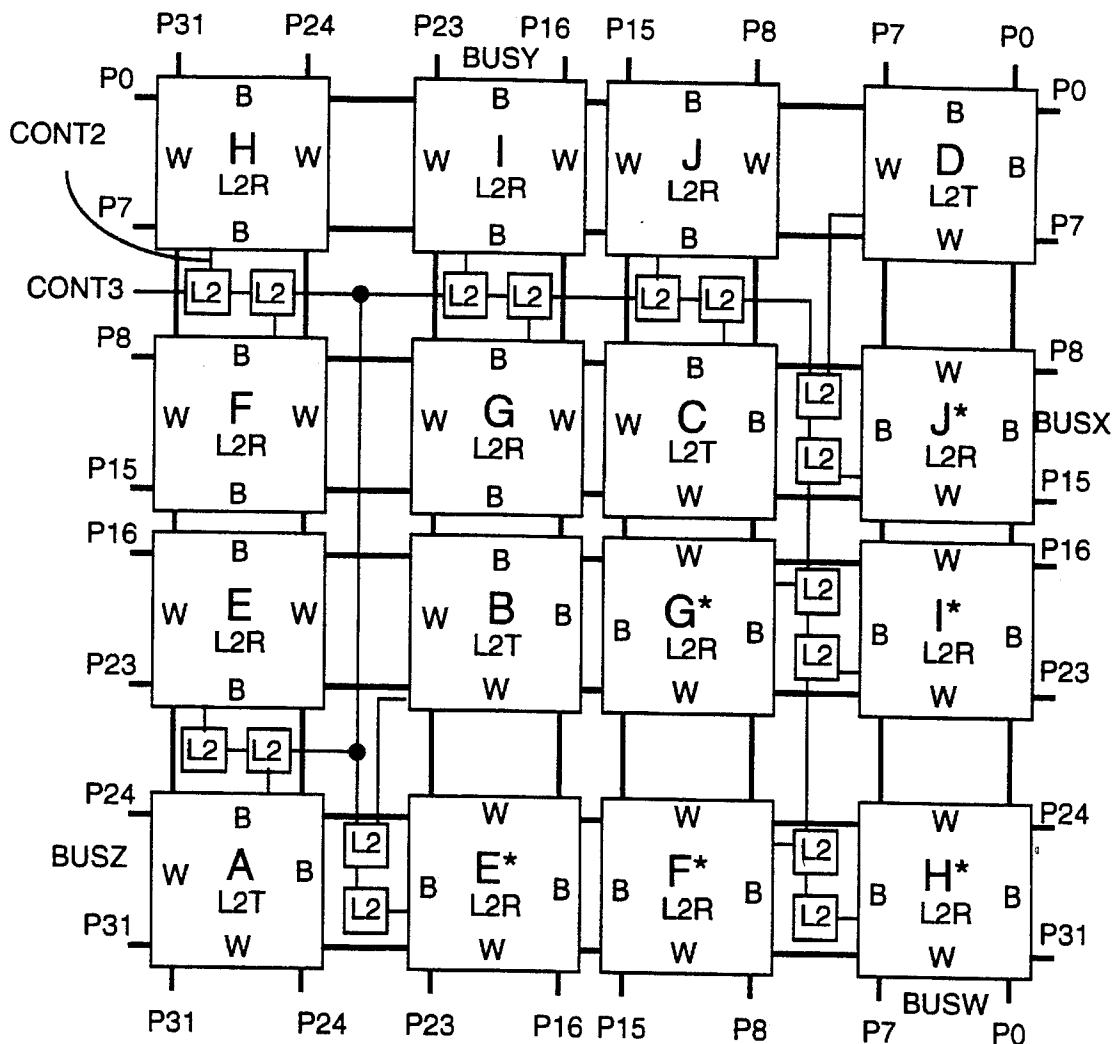 P31 P24 P23 P16 P15 P8 P7 P0
BUSY
P0 B B B B P0
CONT2
W H W W I W W J W W D B
L2R L2R L2R L2T
P7 B B B W P7
CONT3 L2 L2 L2 L2 L2 L2
P8 B B B W P8
L2
W F W W G W W C B B J* B BUSX
L2R L2R L2T L2R
L2
P15 B B W W P15
P16 B B W W P16
L2
W E W W B B B G* B B I* B
L2R L2T L2R L2R
L2
P23 B W W W P23
L2 L2
P24 B W W W P24
L2 L2
BUSZ W A B B E* B B F* B B H* B
L2T L2R L2R L2R
L2 L2
P31 W W W W P31
BUSW
P31 P24 P23 P16 P15 P8 P7 P0